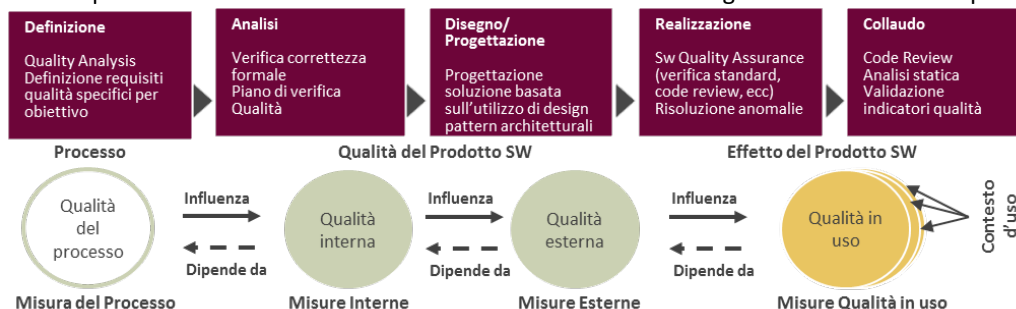 Definizione
Quality Analysis
Definizione requisiti
qualità specifici per
obiettivo
Analisi
Verifica correttezza
formale
Piano di verifica
Qualità
Disegno/
Progettazione
Progettazione
soluzione basata
sull'utilizzo di design
pattern architetturali
Realizzazione
Sw Quality Assurance
(verifica standard,
code review, ecc)
Risoluzione anomalie
Collaudo
Code Review
Analisi statica
Validazione
indicatori qualità
Processo
Qualità del Prodotto SW
Effetto del Prodotto SW
Qualità
del
processo
Influenza
Dipende da
Qualità
interna
Influenza
Dipende da
Qualità
esterna
Influenza
Dipende da
Qualità in
uso
Contesto
d'uso
Misura del Processo
Misure Interne
Misure Esterne
Misure Qualità in uso